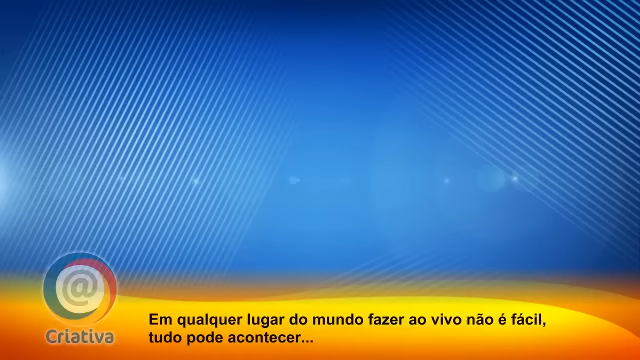 @
Criativa
Em qualquer lugar do mundo fazer ao vivo não é fácil,
tudo pode acontecer...